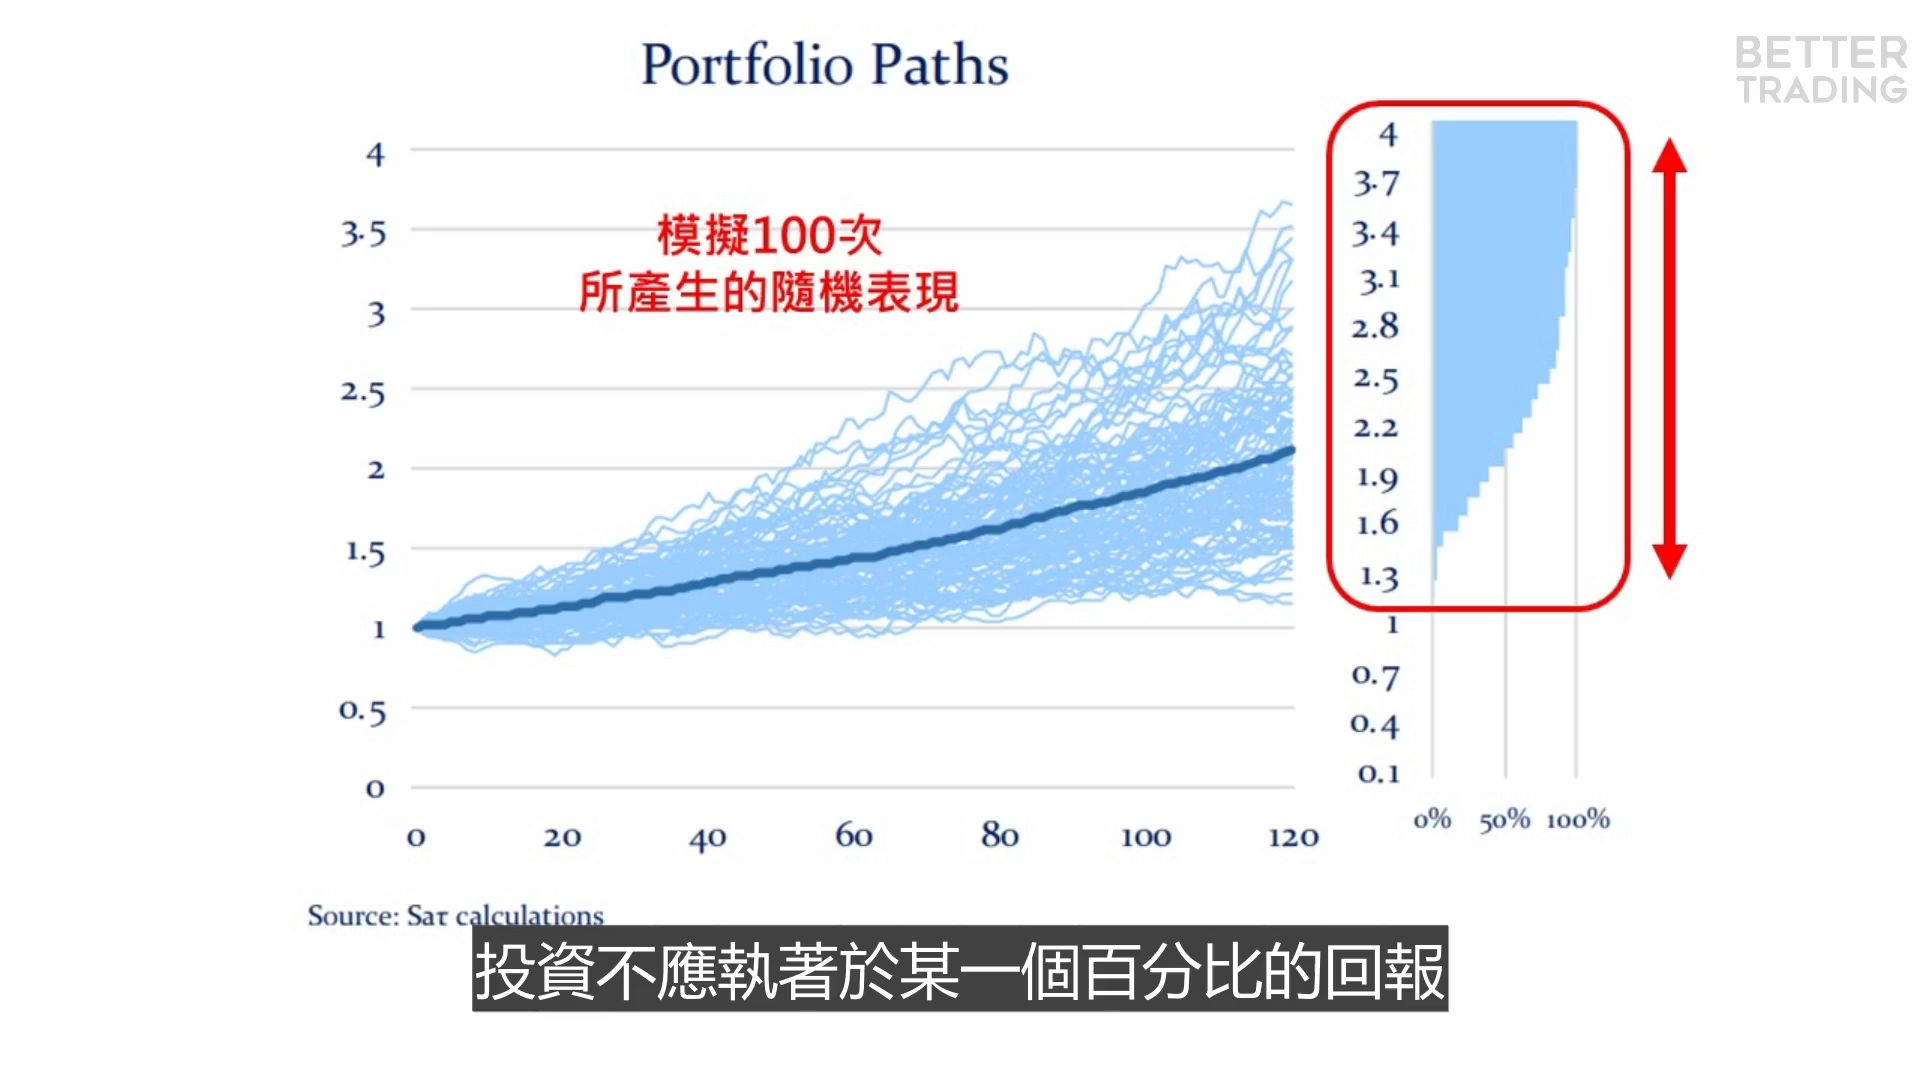 Portfolio Paths
BETTER
TRADING
模擬100次
所產生的隨機表現
4
3.5
3
2.5
2
1.5
1
0.5
0
0 20 40 60 80 100 120
4
3.7
3.4
3.1
2.8
2.5
2.2
1.9
1.6
1.3
1
0.7
0.4
0.1
0% 50% 100%
Source: Saτ calculations
投資不應執著於某一個百分比的回報